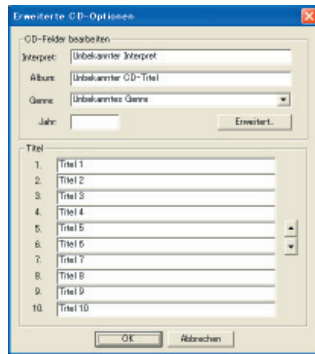 Erweiterte CD-Optionen
CD-Felder bearbeiten
Interpret: Unbekannter Interpret
Album: Unbekannter CD-Titel
Genre: Unbekanntes Genre
Jahr: Erweitert..
Titel
1. Titel 1
2. Titel 2
3. Titel 3
4. Titel 4
5. Titel 5
6. Titel 6
7. Titel 7
8. Titel 8
9. Titel 9
10. Titel 10
OK Abbrechen